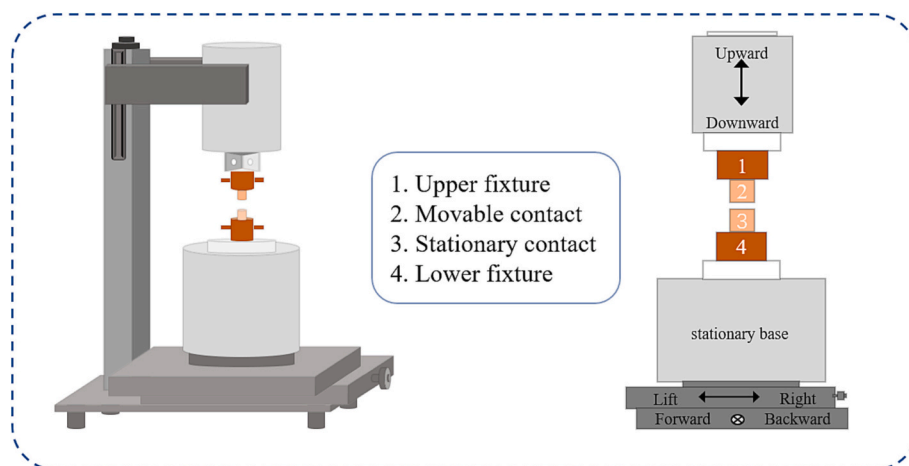 1. Upper fixture
2. Movable contact
3. Stationary contact
4. Lower fixture
Upward
Downward
1
2
3
4
stationary base
Lift Right
Forward Backward